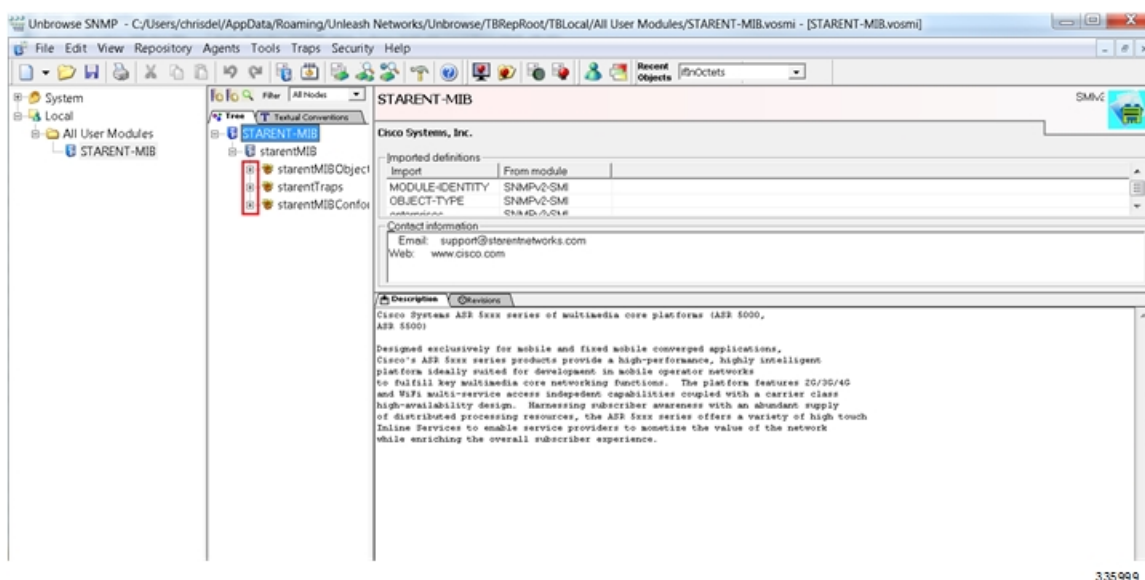 Unbrowse SNMP - C:/Users/chrisdel/AppData/Roaming/Unleash Networks/Unbrowse/TBRepRoot/TBLocal/All User Modules/STARENT-MIB.vosmi - [STARENT-MIB.vosmi]
File Edit View Repository Agents Tools Traps Security Help
Recent Objects ifInOctets
System
Local
All User Modules
STARENT-MIB
Filter All Nodes
Tree Textual Conventions
STARENT-MIB
starentMIB
starentMIBObject
starentTraps
starentMIBConfor
STARENT-MIB
SMIv2
Cisco Systems, Inc.
Imported definitions
Import From module
MODULE-IDENTITY SNMPv2-SMI
OBJECT-TYPE SNMPv2-SMI
enterprises SNMPv2-SMI
Contact information
Email: support@starentnetworks.com
Web: www.cisco.com
Description Revisions
Cisco Systems ASR 5xxx series of multimedia core platforms (ASR 5000,
ASR 5500)
Designed exclusively for mobile and fixed mobile converged applications,
Cisco's ASR 5xxx series products provide a high-performance, highly intelligent
platform ideally suited for development in mobile operator networks
to fulfill key multimedia core networking functions. The platform features 2G/3G/4G
and WiFi multi-service access indepedent capabilities coupled with a carrier class
high-availability design. Harnessing subscriber awareness with an abundant supply
of distributed processing resources, the ASR 5xxx series offers a variety of high touch
Inline Services to enable service providers to monetize the value of the network
while enriching the overall subscriber experience.
335999